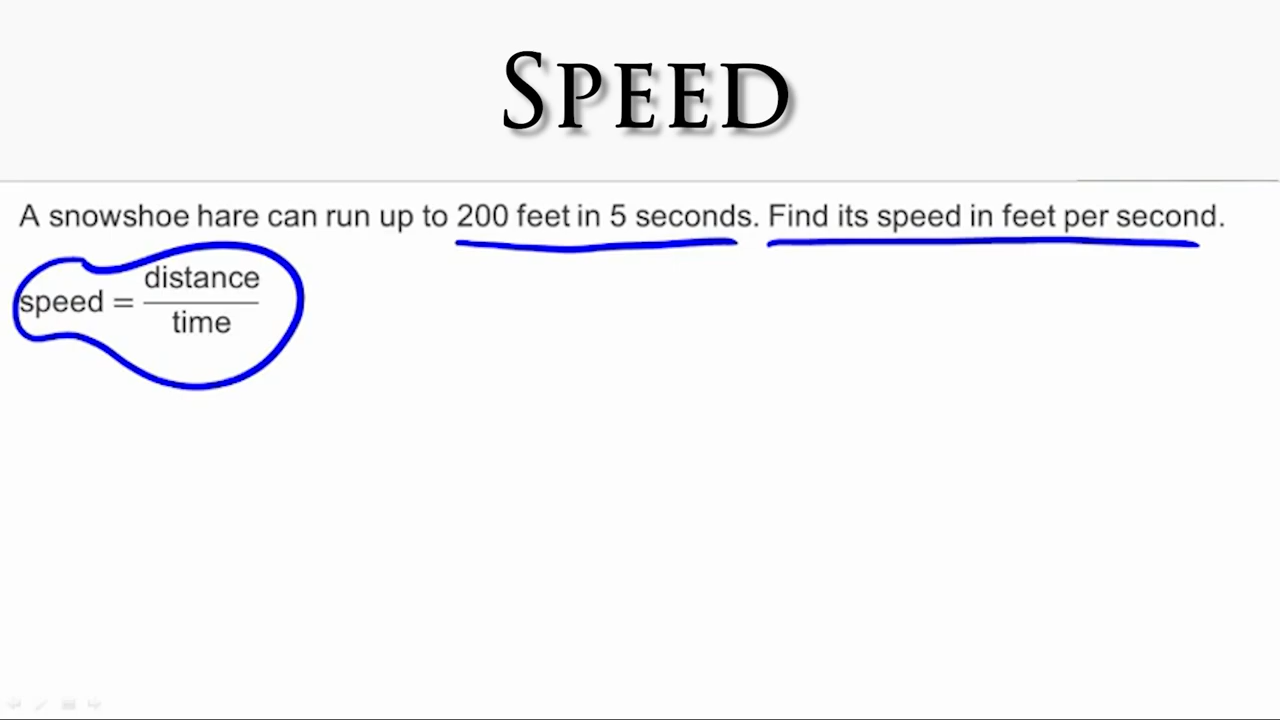 SPEED
A snowshoe hare can run up to 200 feet in 5 seconds. Find its speed in feet per second.
speed = distance
time